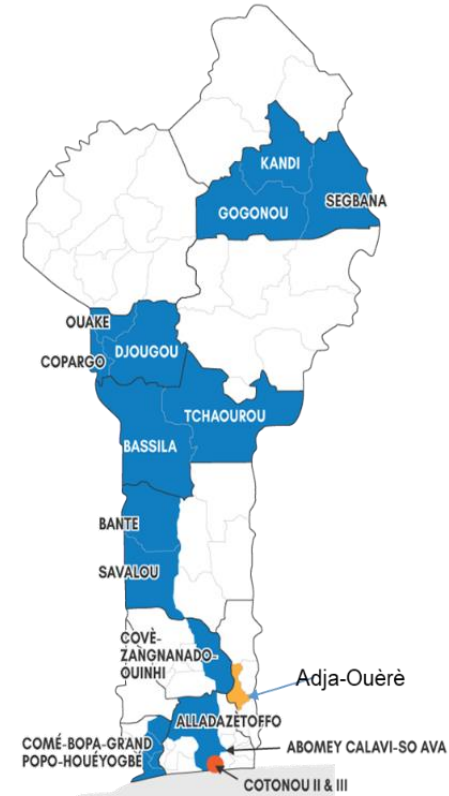 KANDI
SEGBANA
GOGONOU
OUAKE
DJOUGOU
COPARGO
TCHAOUROU
BASSILA
BANTE
SAVALOU
COVÈ-
ZANGNANADO-
OUINHI
Adja-Ouèrè
ALLADAZÈTOFFO
COMÉ-BOPA-GRAND
POPO-HOUÉYOGBÉ
ABOMEY CALAVI-SO AVA
COTONOU II & III